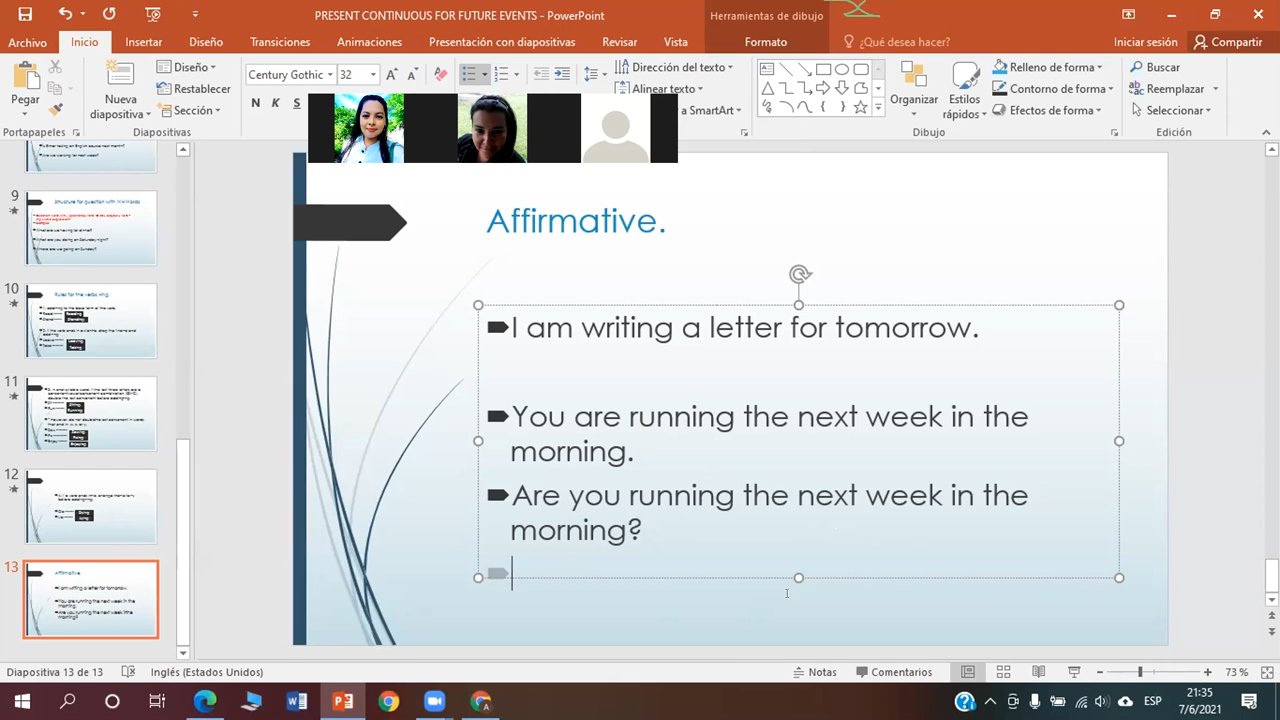 PRESENT CONTINUOUS FOR FUTURE EVENTS - PowerPoint
Herramientas de dibujo
Archivo Inicio Insertar Diseño Transiciones Animaciones Presentación con diapositivas Revisar Vista Formato ¿Qué desea hacer? Iniciar sesión Compartir
Pegar
Nueva diapositiva
Diseño
Restablecer
Sección
Century Gothic 32
N K S
Dirección del texto
Alinear texto
a SmartArt
Organizar
Estilos rápidos
Relleno de forma
Contorno de forma
Efectos de forma
Buscar
Reemplazar
Seleccionar
Portapapeles Diapositivas Dibujo Edición
9
10
11
12
13
Affirmative.
I am writing a letter for tomorrow.
You are running the next week in the
morning.
Are you running the next week in the
morning?
Diapositiva 13 de 13 Inglés (Estados Unidos) Notas Comentarios 73 %
ESP
21:35
7/6/2021